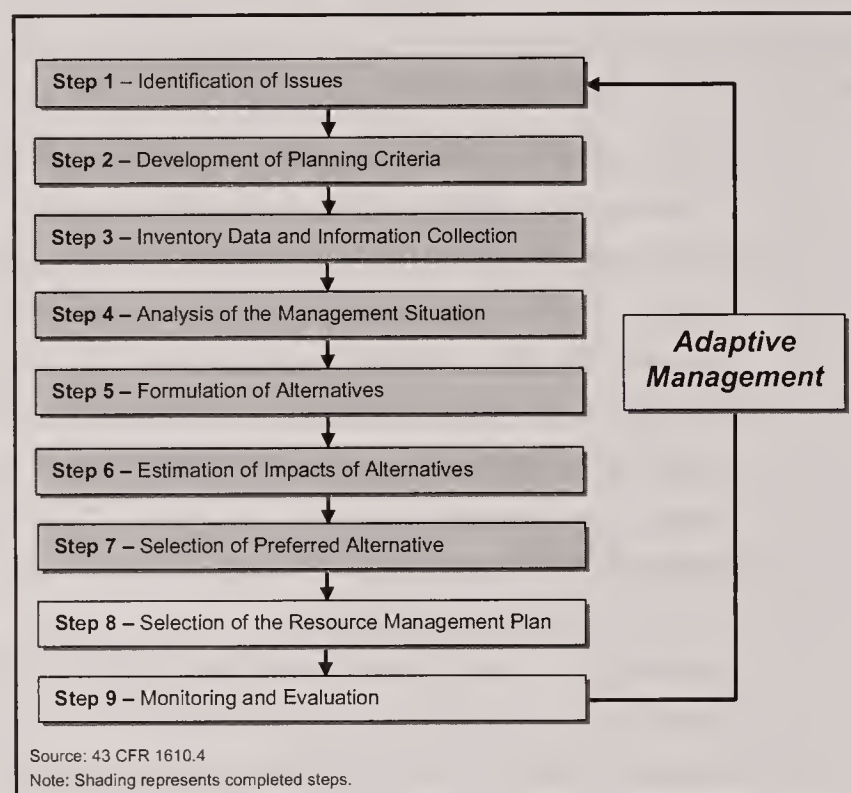 Step 1 – Identification of Issues
Step 2 – Development of Planning Criteria
Step 3 – Inventory Data and Information Collection
Step 4 – Analysis of the Management Situation
Step 5 – Formulation of Alternatives
Step 6 – Estimation of Impacts of Alternatives
Step 7 – Selection of Preferred Alternative
Step 8 – Selection of the Resource Management Plan
Step 9 – Monitoring and Evaluation
Adaptive
Management
Source: 43 CFR 1610.4
Note: Shading represents completed steps.